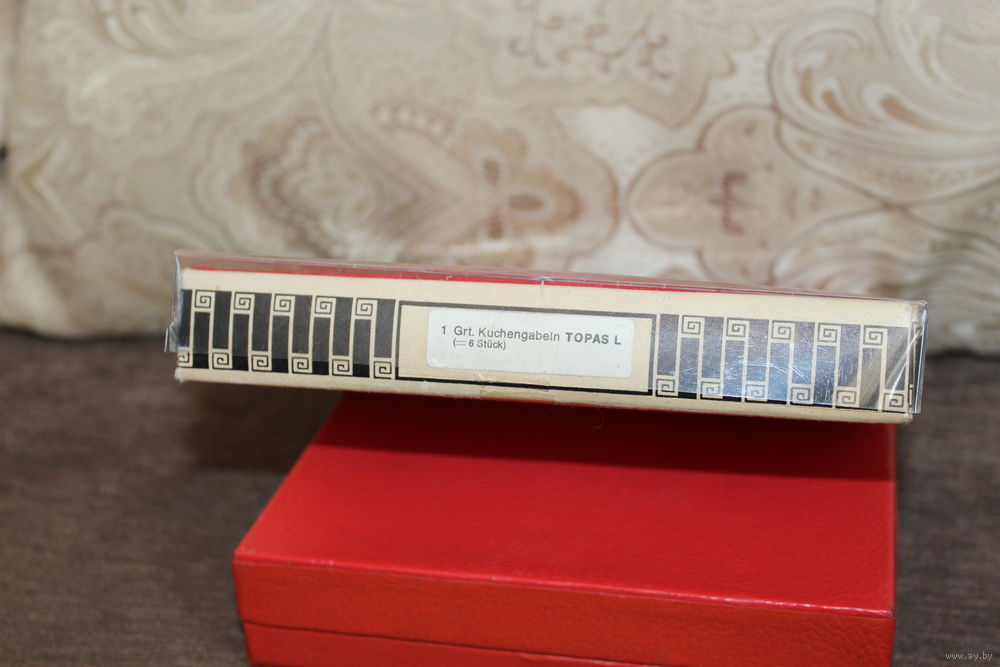 1 Grt. Kuchengabeln TOPAS L
(= 6 Stück)
www.ay.by